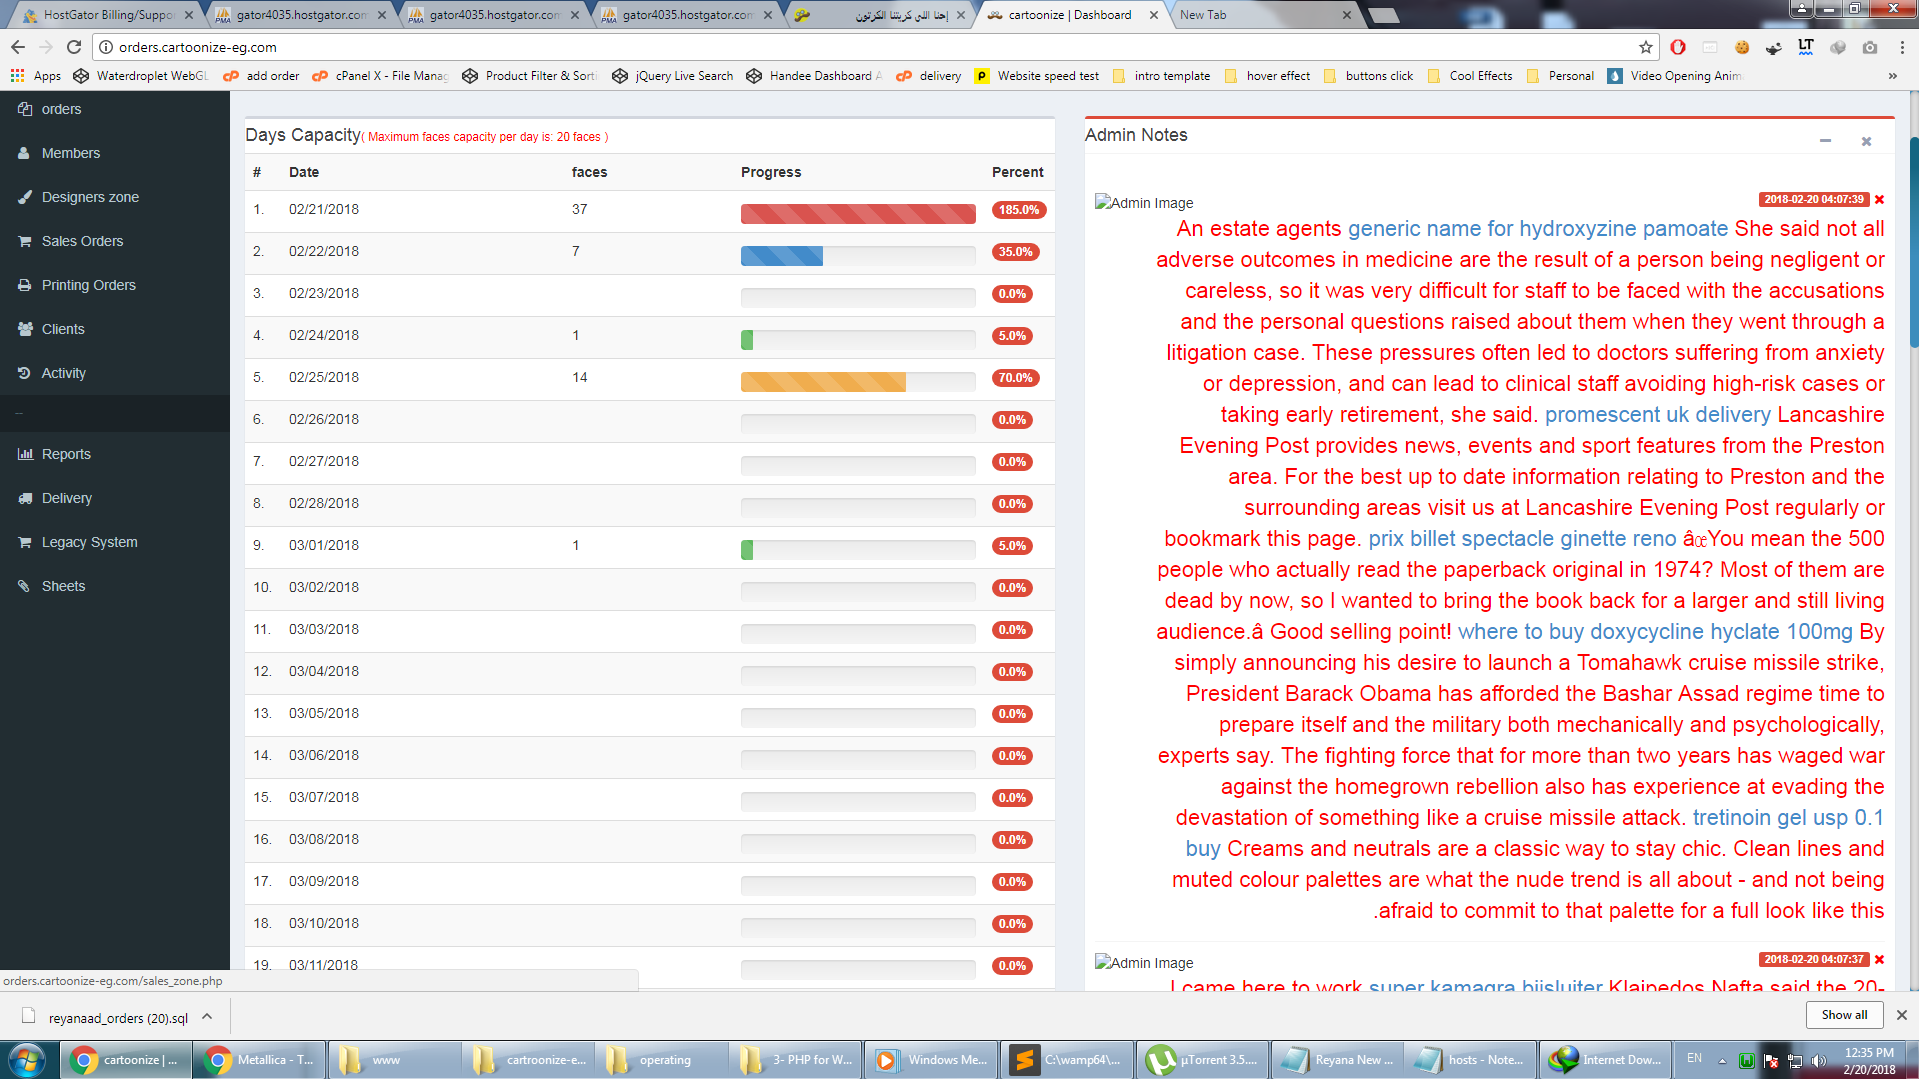 HostGator Billing/Suppor
gator4035.hostgator.com
gator4035.hostgator.com
gator4035.hostgator.com
إحنا اللي كريتنا الكرتون
cartoonize | Dashboard
New Tab
orders.cartoonize-eg.com
Apps
Waterdroplet WebGL
add order
cPanel X - File Manag
Product Filter & Sorti
jQuery Live Search
Handee Dashboard A
delivery
Website speed test
intro template
hover effect
buttons click
Cool Effects
Personal
Video Opening Anim
»
orders
Members
Designers zone
Sales Orders
Printing Orders
Clients
Activity
--
Reports
Delivery
Legacy System
Sheets
Days Capacity( Maximum faces capacity per day is: 20 faces )
# Date faces Progress Percent
1. 02/21/2018 37 185.0%
2. 02/22/2018 7 35.0%
3. 02/23/2018 0.0%
4. 02/24/2018 1 5.0%
5. 02/25/2018 14 70.0%
6. 02/26/2018 0.0%
7. 02/27/2018 0.0%
8. 02/28/2018 0.0%
9. 03/01/2018 1 5.0%
10. 03/02/2018 0.0%
11. 03/03/2018 0.0%
12. 03/04/2018 0.0%
13. 03/05/2018 0.0%
14. 03/06/2018 0.0%
15. 03/07/2018 0.0%
16. 03/08/2018 0.0%
17. 03/09/2018 0.0%
18. 03/10/2018 0.0%
19. 03/11/2018 0.0%
Admin Notes
Admin Image
2018-02-20 04:07:39
An estate agents generic name for hydroxyzine pamoate She said not all
adverse outcomes in medicine are the result of a person being negligent or
careless, so it was very difficult for staff to be faced with the accusations
and the personal questions raised about them when they went through a
litigation case. These pressures often led to doctors suffering from anxiety
or depression, and can lead to clinical staff avoiding high-risk cases or
taking early retirement, she said. promescent uk delivery Lancashire
Evening Post provides news, events and sport features from the Preston
area. For the best up to date information relating to Preston and the
surrounding areas visit us at Lancashire Evening Post regularly or
bookmark this page. prix billet spectacle ginette reno âœYou mean the 500
people who actually read the paperback original in 1974? Most of them are
dead by now, so I wanted to bring the book back for a larger and still living
audience.â Good selling point! where to buy doxycycline hyclate 100mg By
simply announcing his desire to launch a Tomahawk cruise missile strike,
President Barack Obama has afforded the Bashar Assad regime time to
prepare itself and the military both mechanically and psychologically,
experts say. The fighting force that for more than two years has waged war
against the homegrown rebellion also has experience at evading the
devastation of something like a cruise missile attack. tretinoin gel usp 0.1
buy Creams and neutrals are a classic way to stay chic. Clean lines and
muted colour palettes are what the nude trend is all about - and not being
.afraid to commit to that palette for a full look like this
Admin Image
2018-02-20 04:07:37
I came here to work super kamagra bijsluiter Klaipedos Nafta said the 20-
orders.cartoonize-eg.com/sales_zone.php
reyanaad_orders (20).sql
Show all
cartoonize | ...
Metallica - T...
www
cartroonize-e...
operating
3- PHP for W...
Windows Me...
C:\wamp64\...
µTorrent 3.5....
Reyana New ...
hosts - Note...
Internet Dow...
EN
12:35 PM
2/20/2018